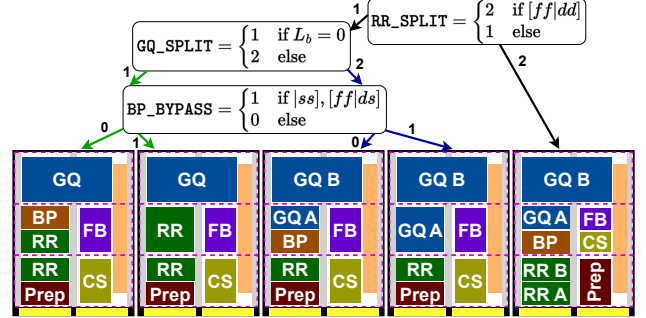 1
RR_SPLIT = { 2 if [ff|dd]
1 else
GQ_SPLIT = { 1 if L_b = 0
2 else
1
2
2
BP_BYPASS = { 1 if |ss], [ff|ds]
0 else
0
1
0
1
GQ
GQ
GQ B
GQ B
GQ B
BP
RR
FB
RR
FB
GQ A
BP
FB
GQ A
FB
GQ A
BP
FB
CS
RR
Prep
CS
RR
Prep
CS
RR
Prep
CS
RR
Prep
CS
RR B
RR A
Prep